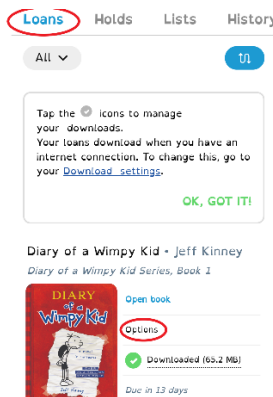 Loans Holds Lists History
All
Tap the icons to manage
your downloads.
Your loans download when you have an
internet connection. To change this, go to
your Download settings.
OK, GOT IT!
Diary of a Wimpy Kid • Jeff Kinney
Diary of a Wimpy Kid Series, Book 1
DIARY
of a
Wimpy Kid
Open book
Options
Downloaded (65.2 MB)
Due in 13 days
Jeff Kinney